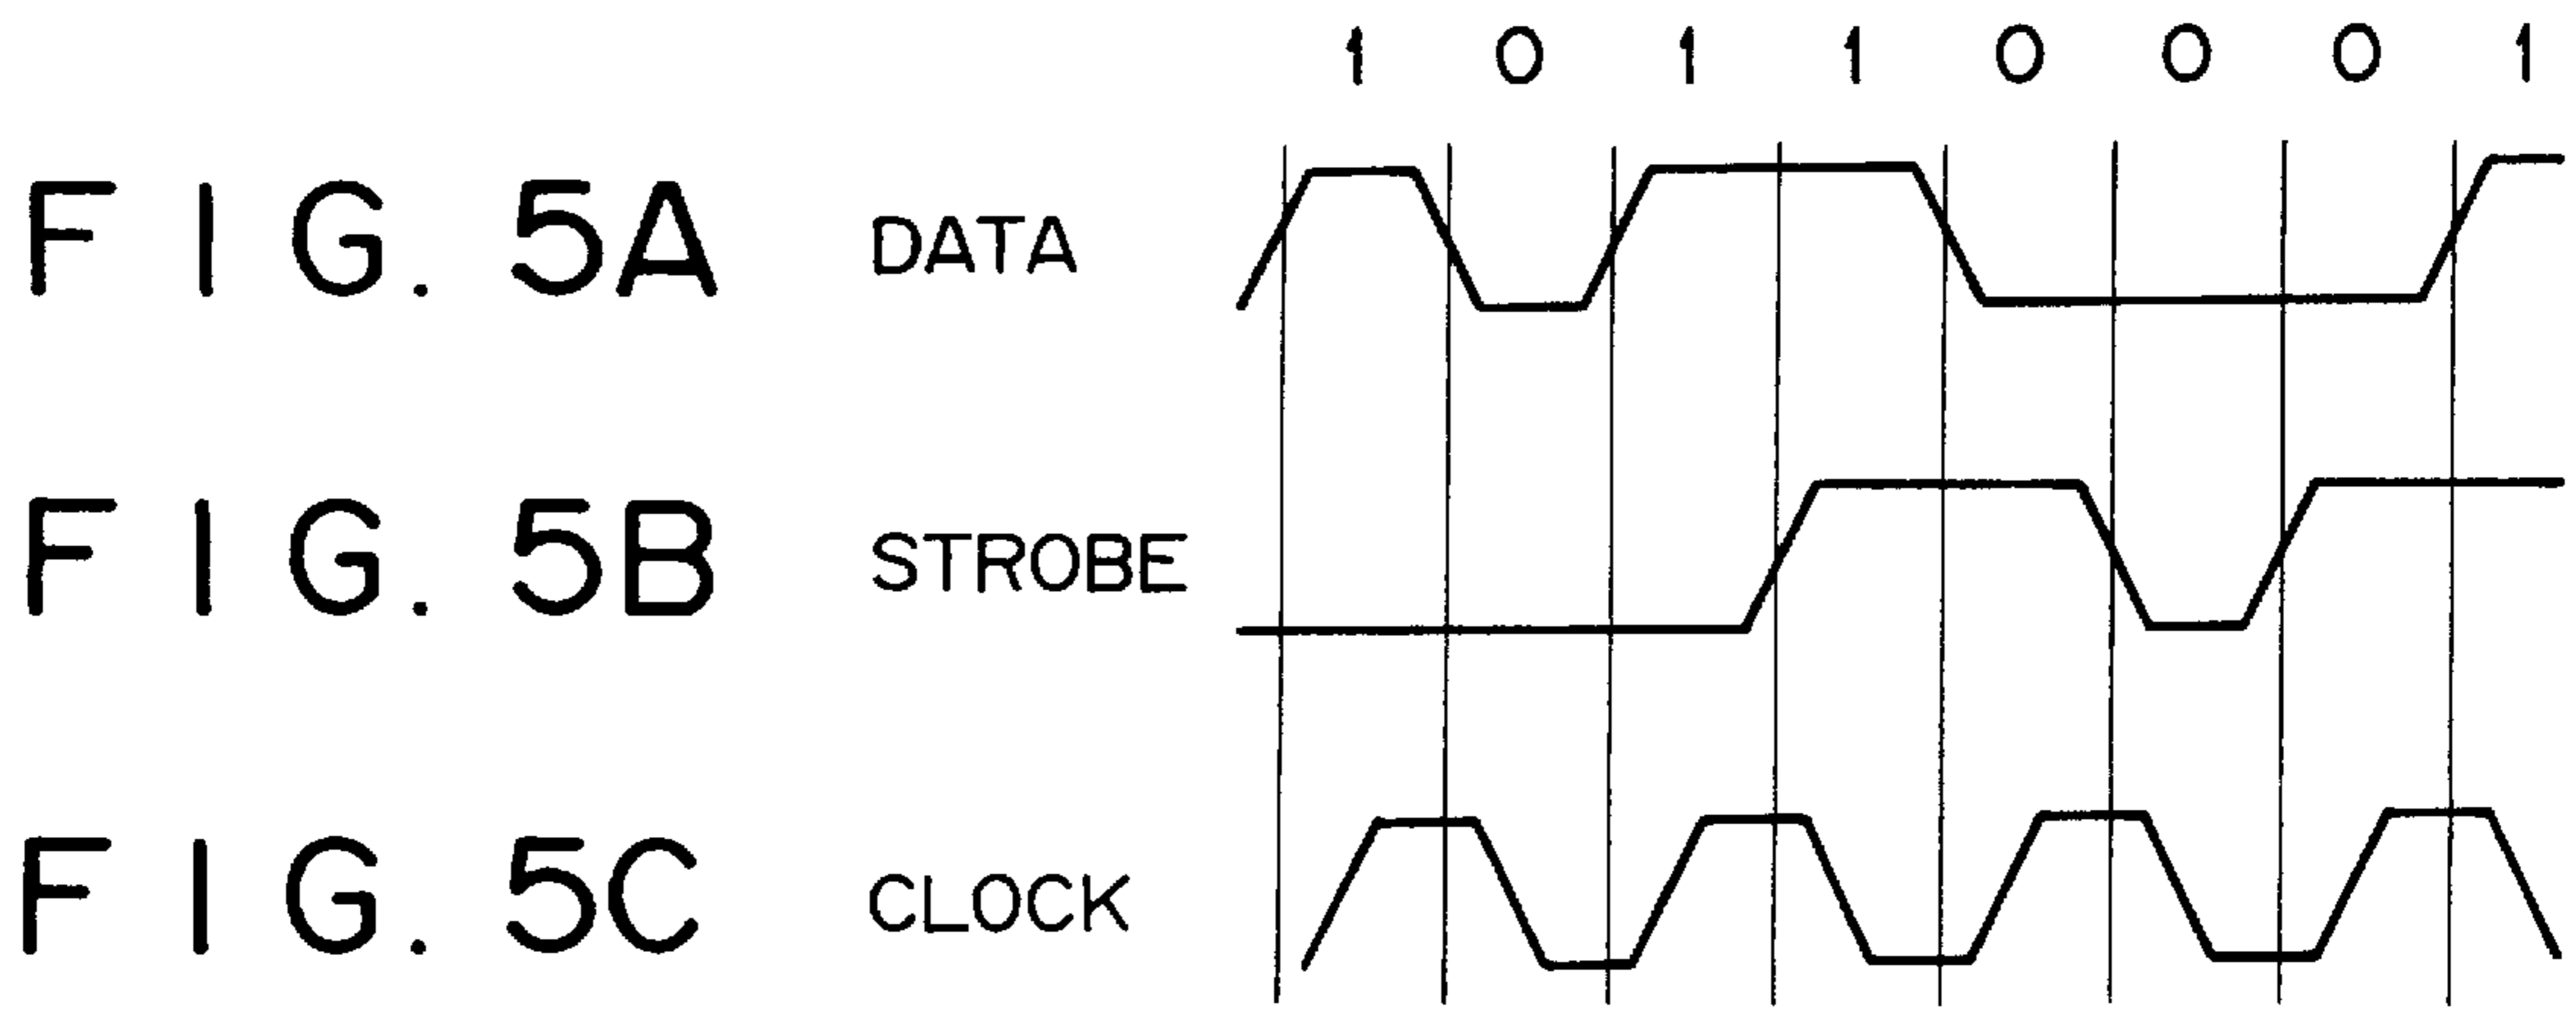 1 0 1 1 0 0 0 1
FIG. 5A DATA
FIG. 5B STROBE
FIG. 5C CLOCK